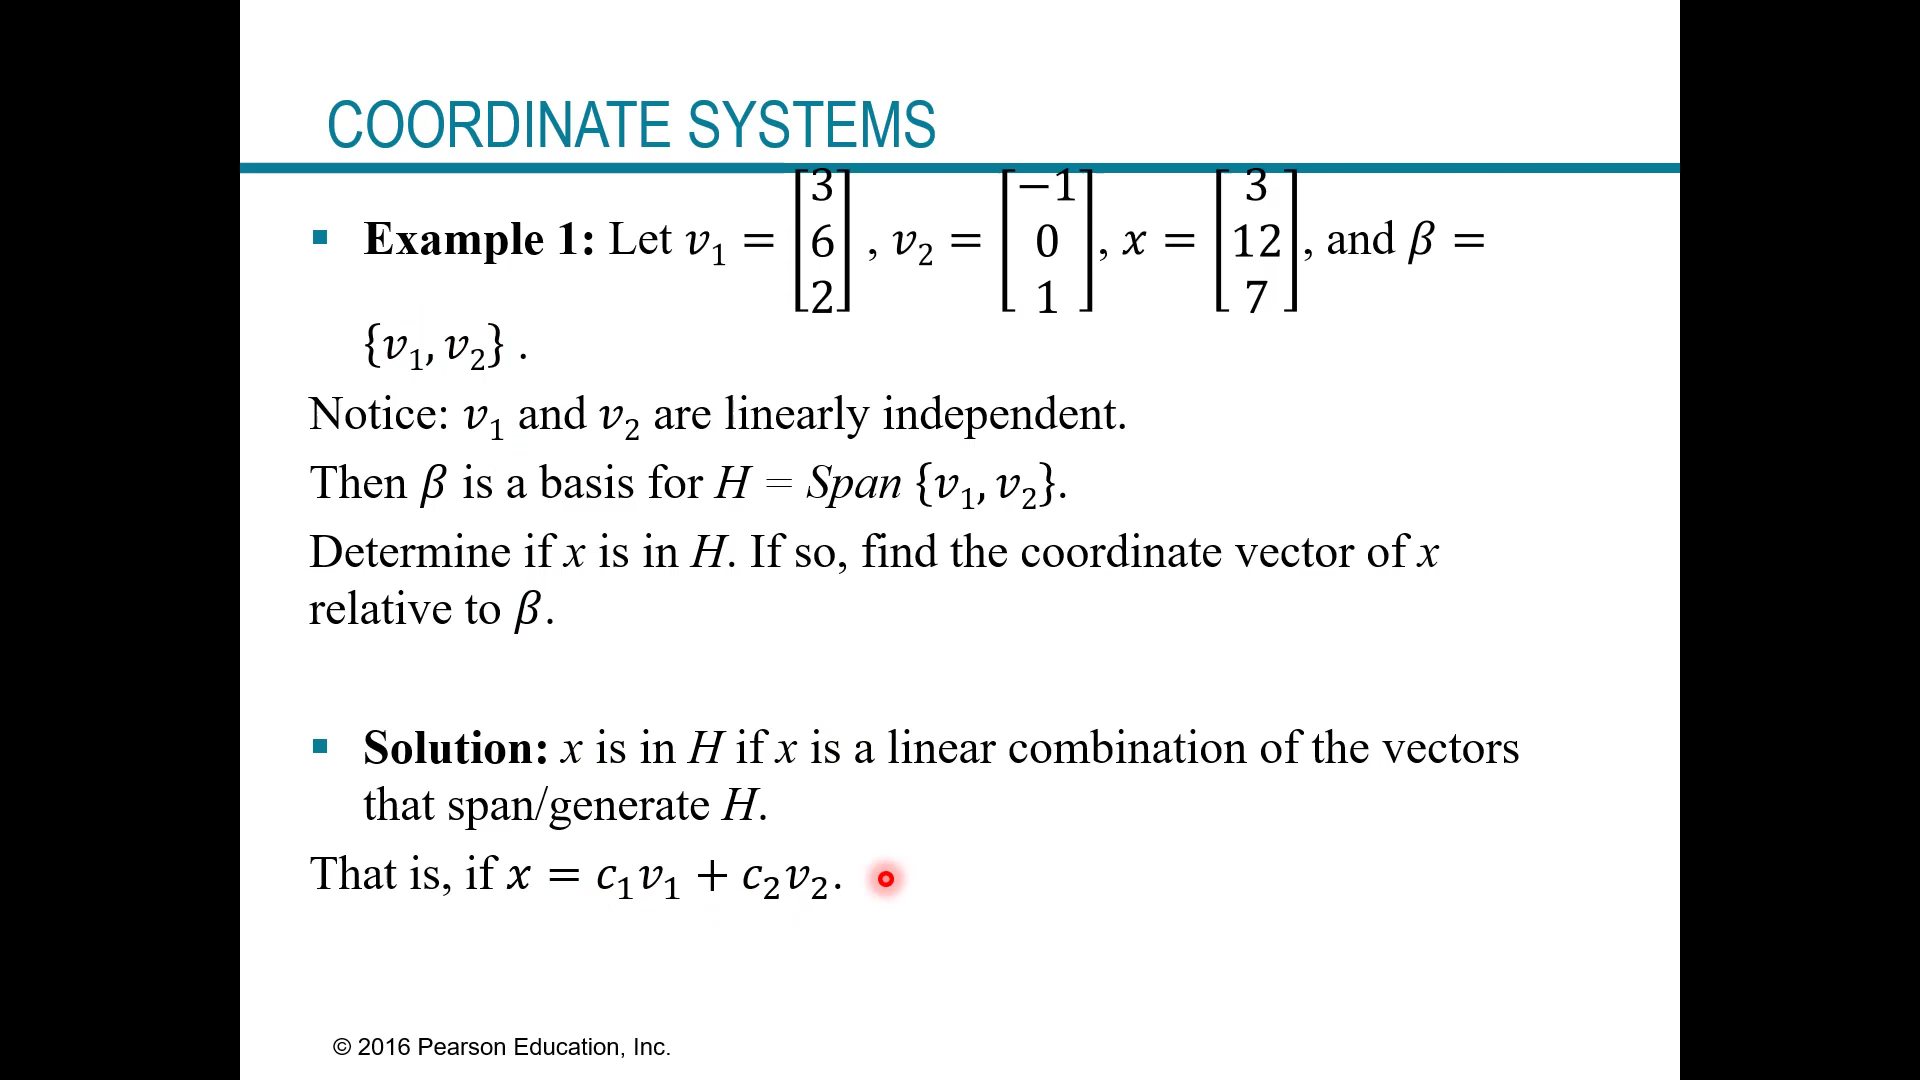 COORDINATE SYSTEMS
▪ Example 1: Let v₁ = [3 6 2], v₂ = [−1 0 1], x = [3 12 7], and β =
{v₁, v₂} .
Notice: v₁ and v₂ are linearly independent.
Then β is a basis for H = Span {v₁, v₂}.
Determine if x is in H. If so, find the coordinate vector of x
relative to β.
▪ Solution: x is in H if x is a linear combination of the vectors
that span/generate H.
That is, if x = c₁v₁ + c₂v₂.
© 2016 Pearson Education, Inc.